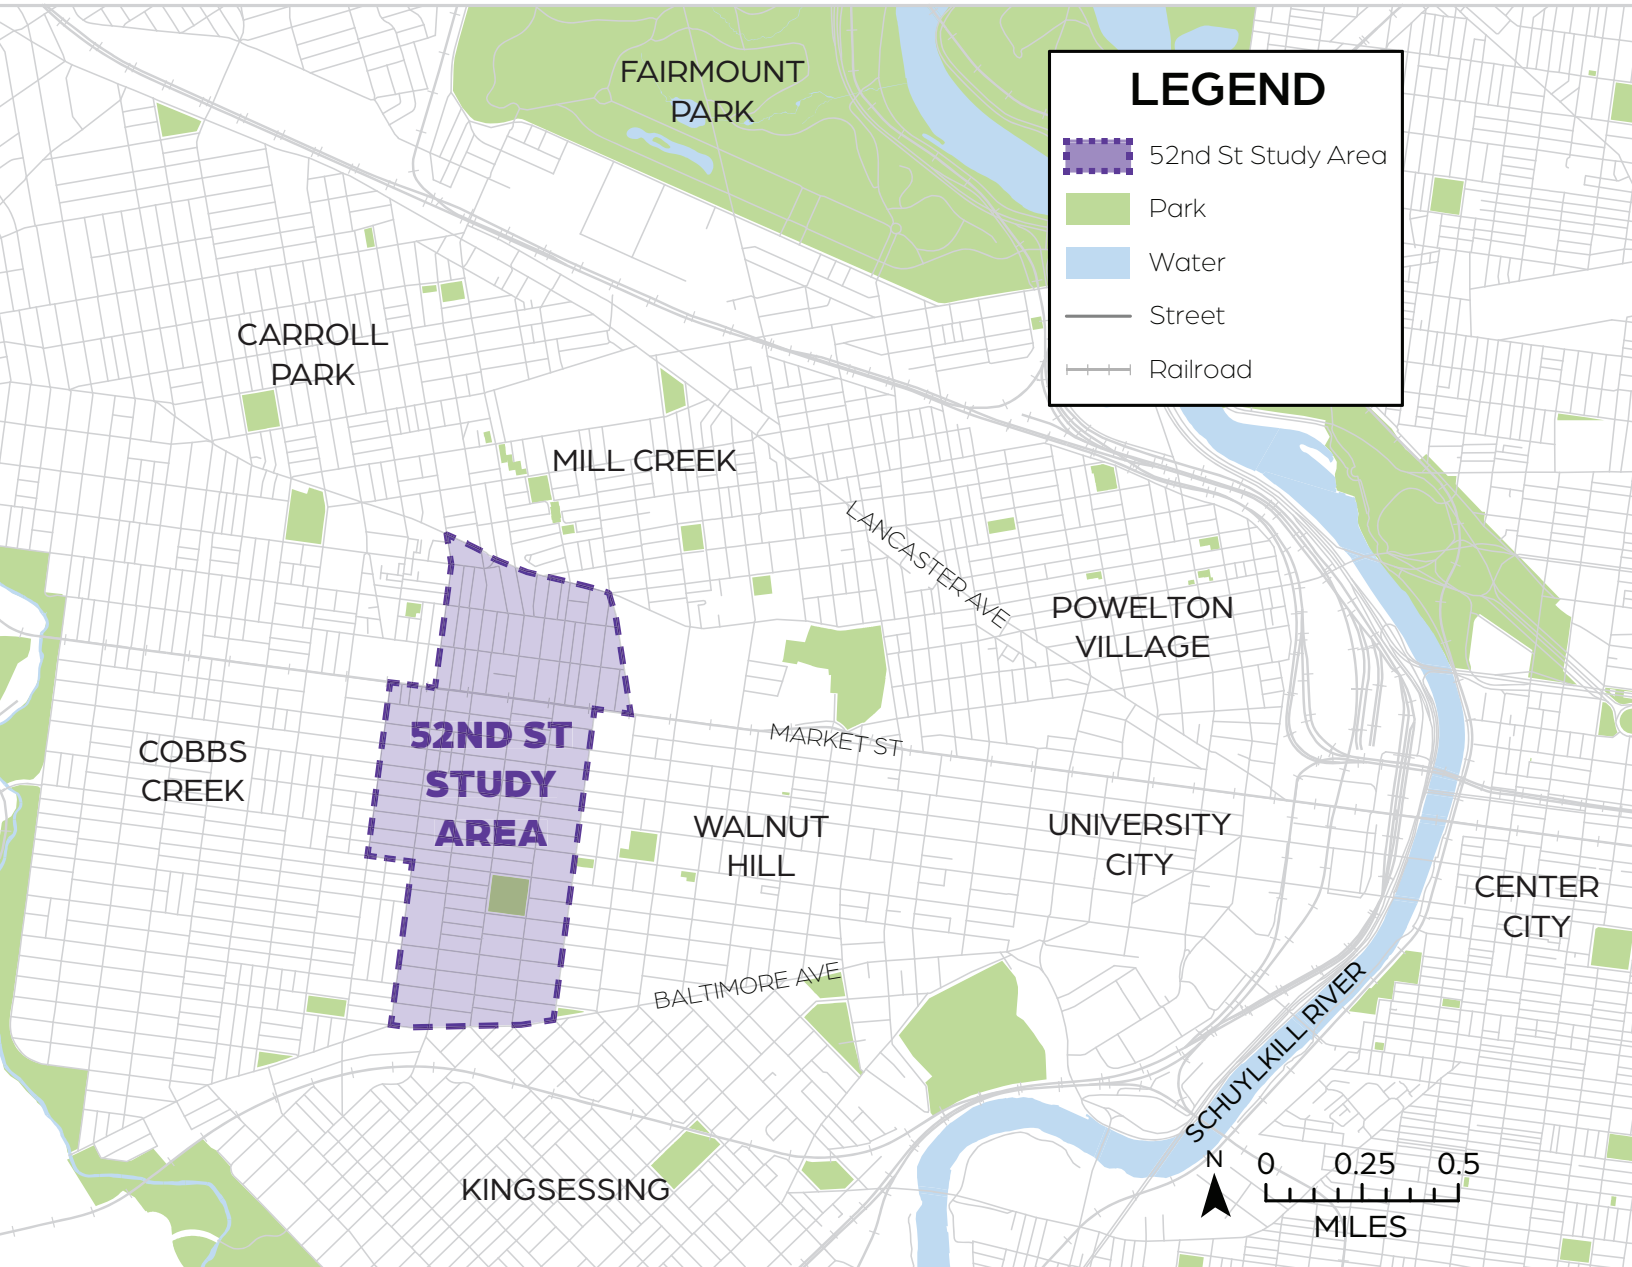 FAIRMOUNT
PARK
LEGEND
52nd St Study Area
Park
Water
Street
Railroad
CARROLL
PARK
MILL CREEK
LANCASTER AVE
POWELTON
VILLAGE
52ND ST
STUDY
AREA
MARKET ST
COBBS
CREEK
WALNUT
HILL
UNIVERSITY
CITY
CENTER
CITY
BALTIMORE AVE
SCHUYLKILL RIVER
KINGSESSING
N
0 0.25 0.5
MILES